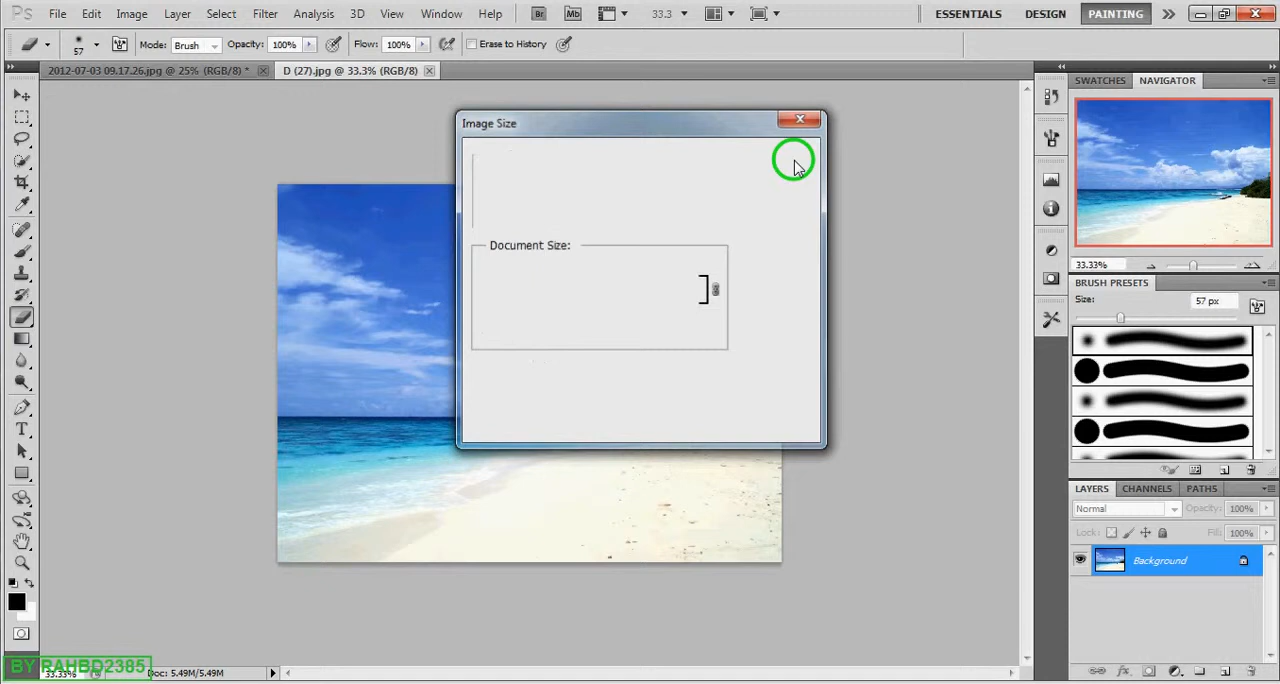 Ps File Edit Image Layer Select Filter Analysis 3D View Window Help Br Mb 33.3 ESSENTIALS DESIGN PAINTING
57 Mode: Brush Opacity: 100% Flow: 100% Erase to History
2012-07-03 09.17.26.jpg @ 25% (RGB/8) * D (27).jpg @ 33.3% (RGB/8)
SWATCHES NAVIGATOR
Image Size
Document Size:
33.33%
BRUSH PRESETS
Size: 57 px
LAYERS CHANNELS PATHS
Normal Opacity: 100%
Lock: Fill: 100%
Background
BY RAHBD2385
33.33% Doc: 5.49M/5.49M